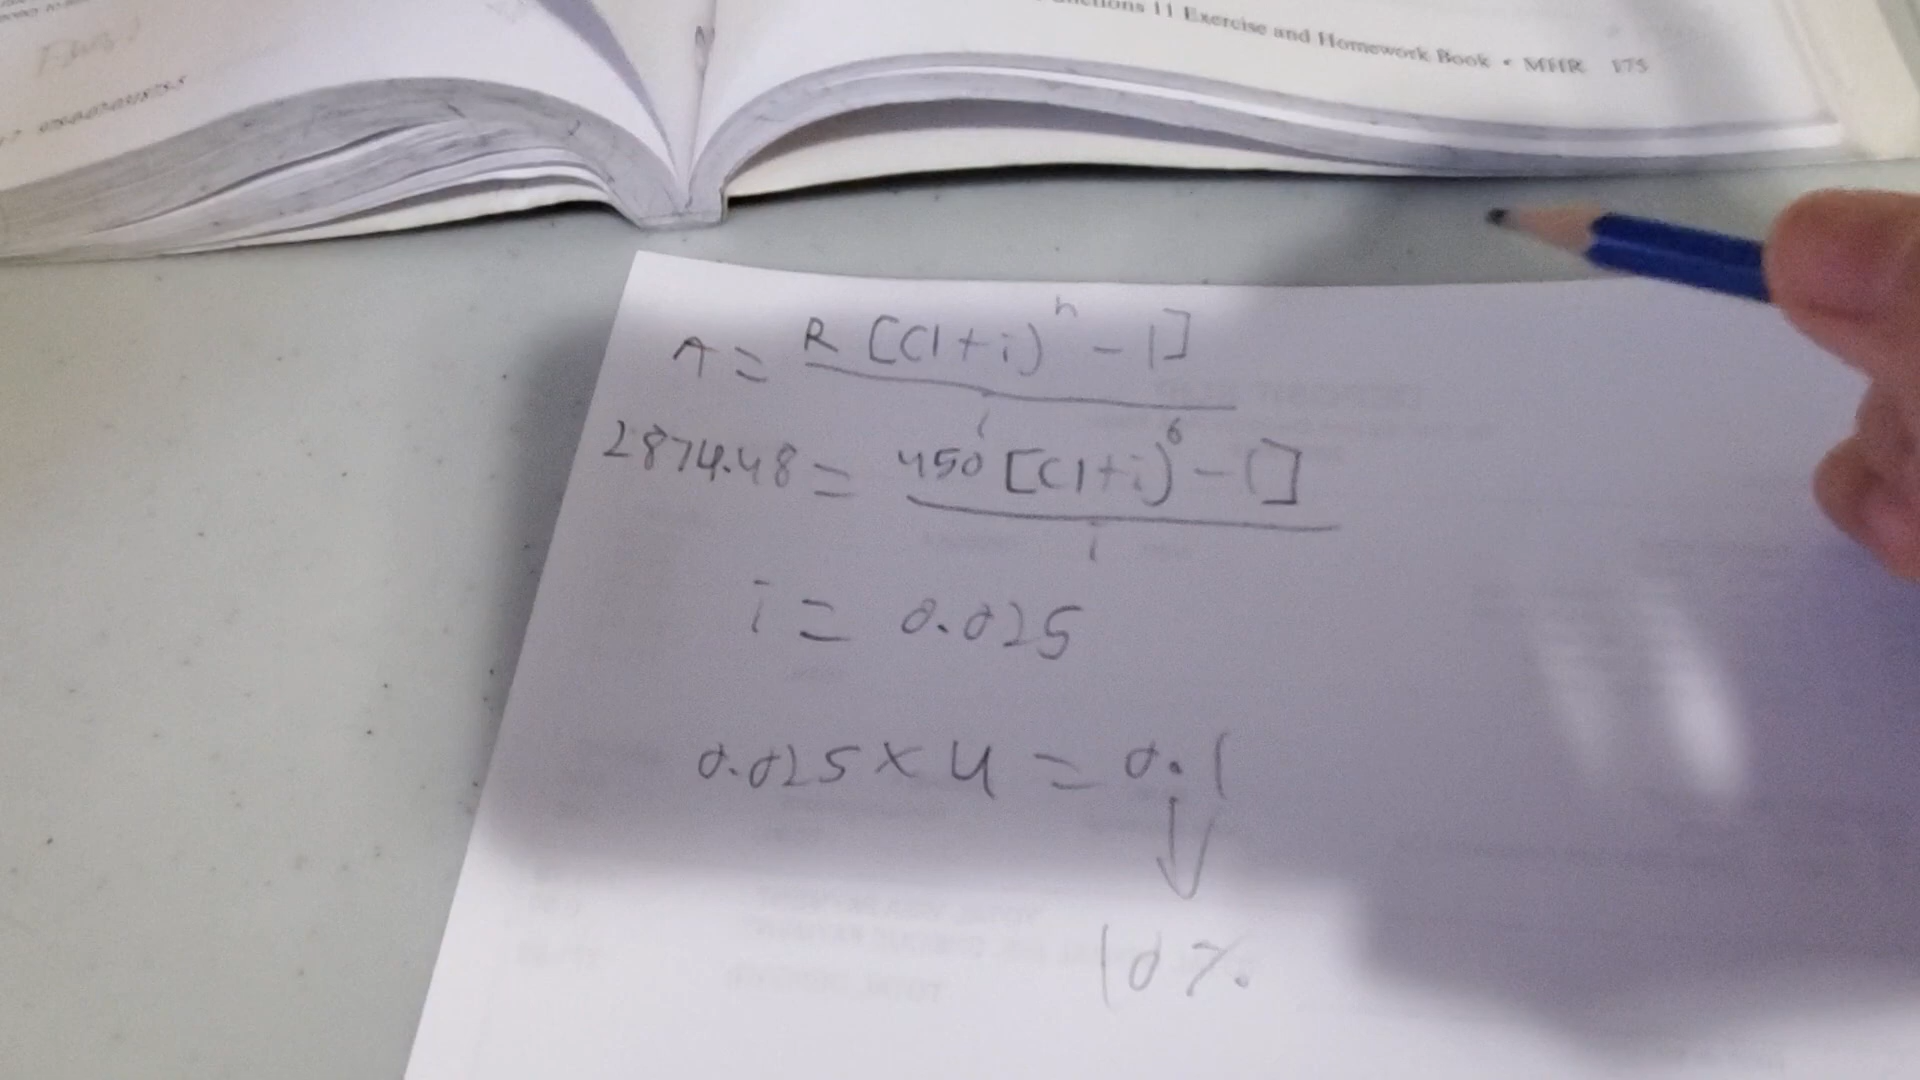 11 Exercise and Homework Book • MHR 175
A = R [(1+i)^n - 1]
i
2874.48 = 450 [(1+i)^6 - 1]
i
i = 0.025
0.025 x 4 = 0.1
↓
10%